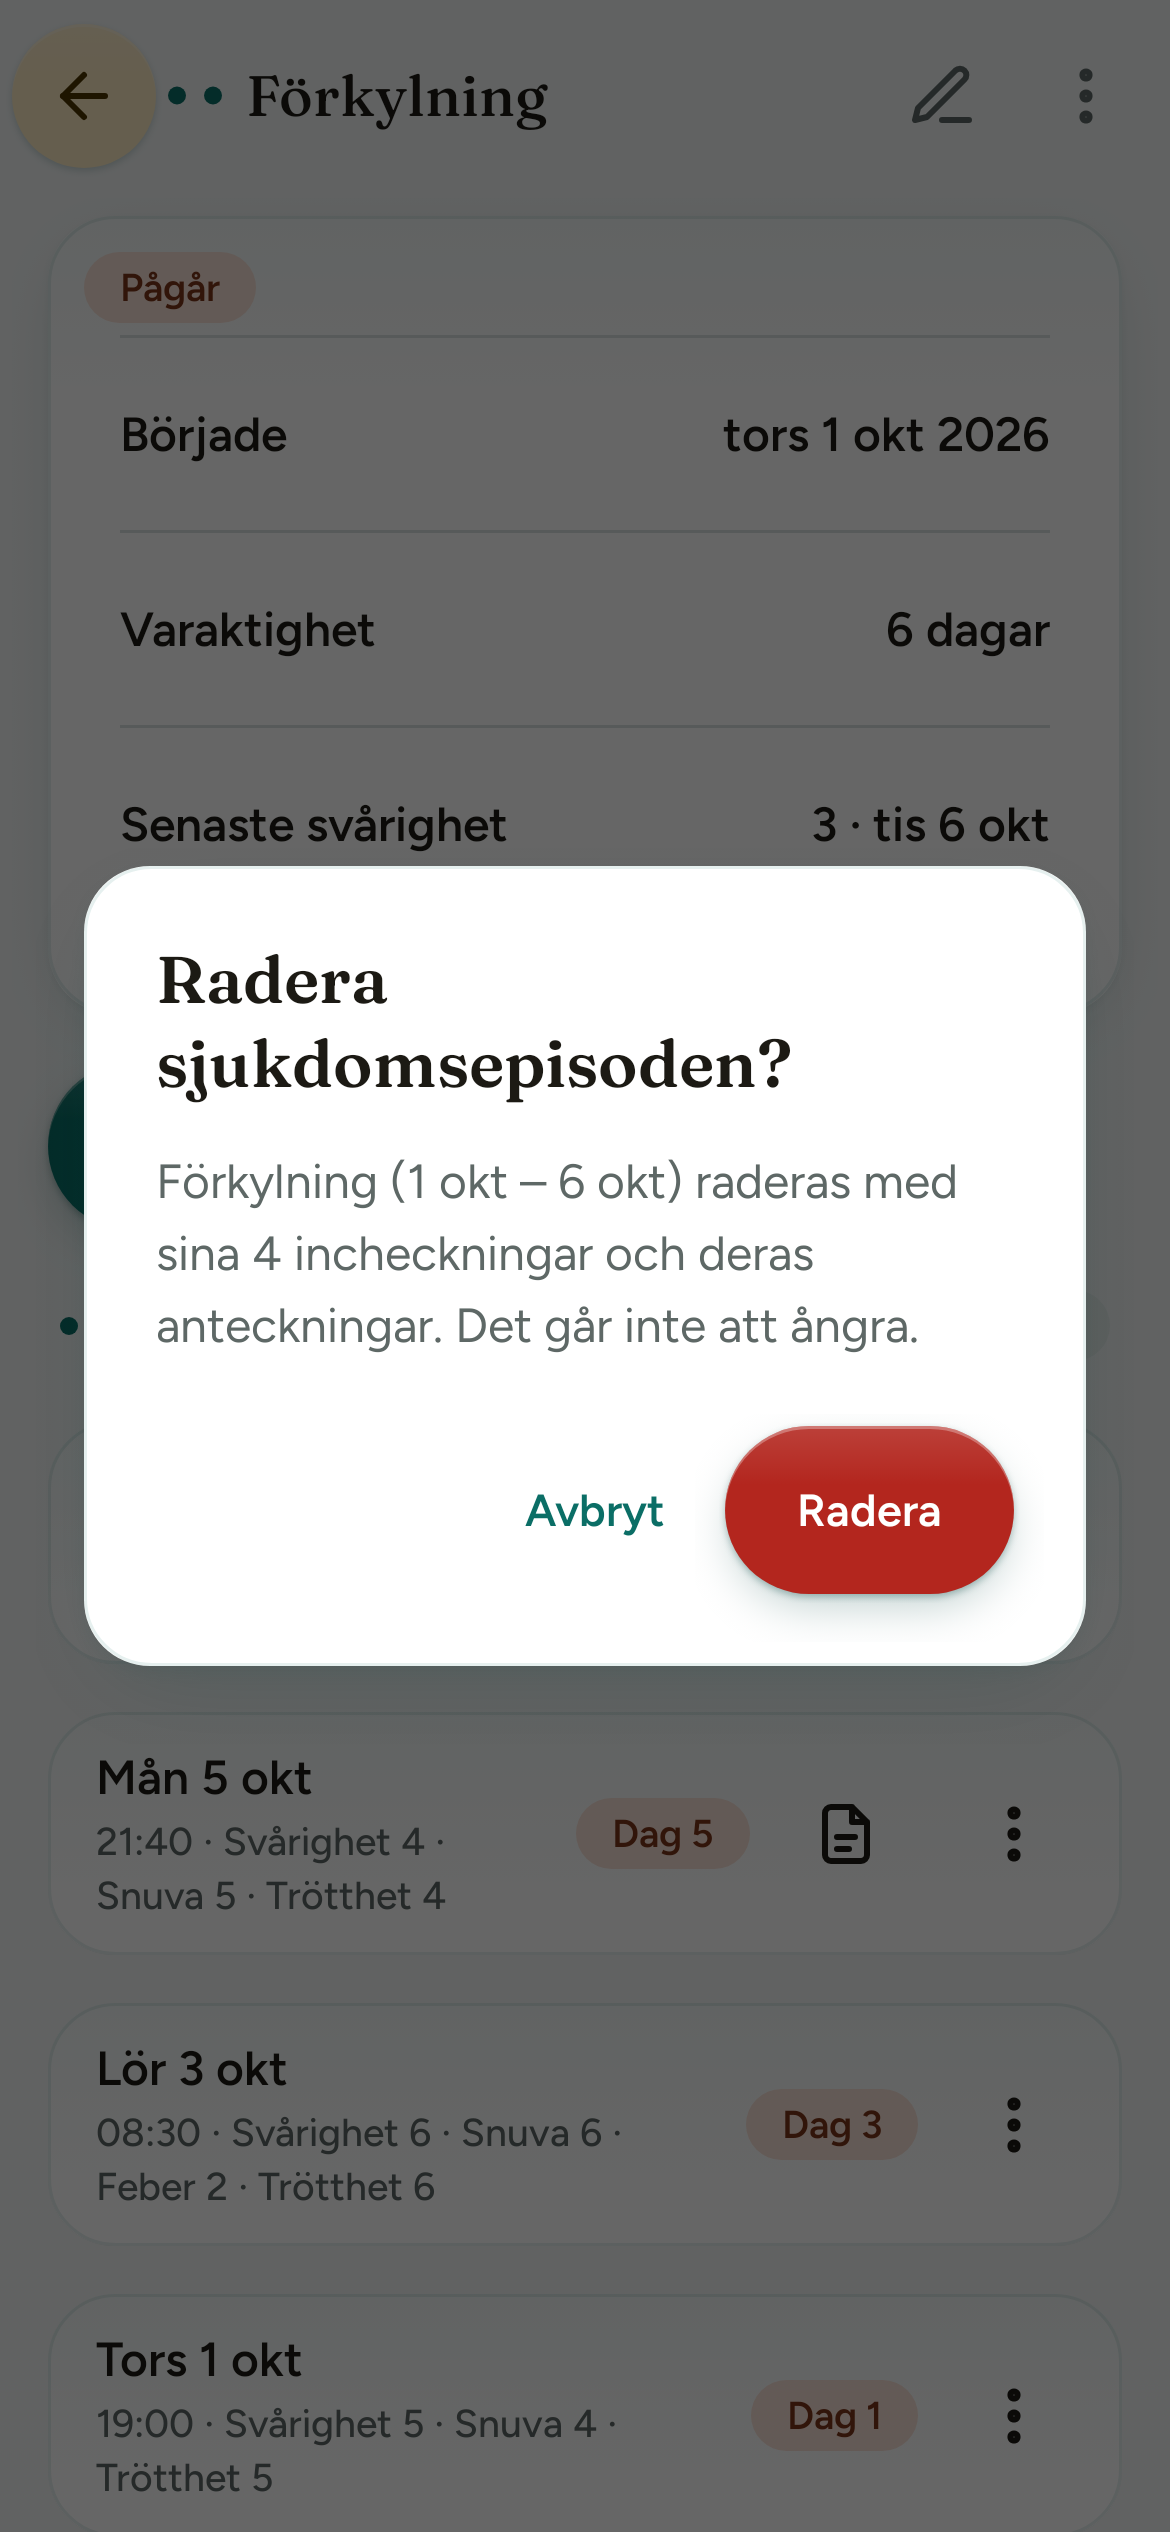 Förkylning
Pågår
Började
tors 1 okt 2026
Varaktighet
6 dagar
Senaste svårighet
3 · tis 6 okt
Radera
sjukdomsepisoden?
Förkylning (1 okt – 6 okt) raderas med
sina 4 incheckningar och deras
anteckningar. Det går inte att ångra.
Avbryt
Radera
Mån 5 okt
21:40 · Svårighet 4 ·
Snuva 5 · Trötthet 4
Dag 5
Lör 3 okt
08:30 · Svårighet 6 · Snuva 6 ·
Feber 2 · Trötthet 6
Dag 3
Tors 1 okt
19:00 · Svårighet 5 · Snuva 4 ·
Trötthet 5
Dag 1